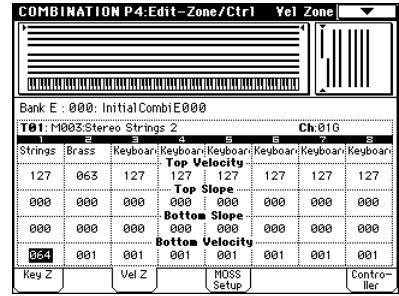 COMBINATION P4:Edit-Zone/Ctrl Vel Zone
Bank E : 000: InitialCombiE000
T01: M003:Stereo Strings 2 Ch:01G
1 2 3 4 5 6 7 8
Strings Brass Keyboar Keyboar Keyboar Keyboar Keyboar Keyboar
Top Velocity
127 063 127 127 127 127 127 127
Top Slope
000 000 000 000 000 000 000 000
Bottom Slope
000 000 000 000 000 000 000 000
Bottom Velocity
064 001 001 001 001 001 001 001
Key Z Vel Z MOSS Setup Contro-ller